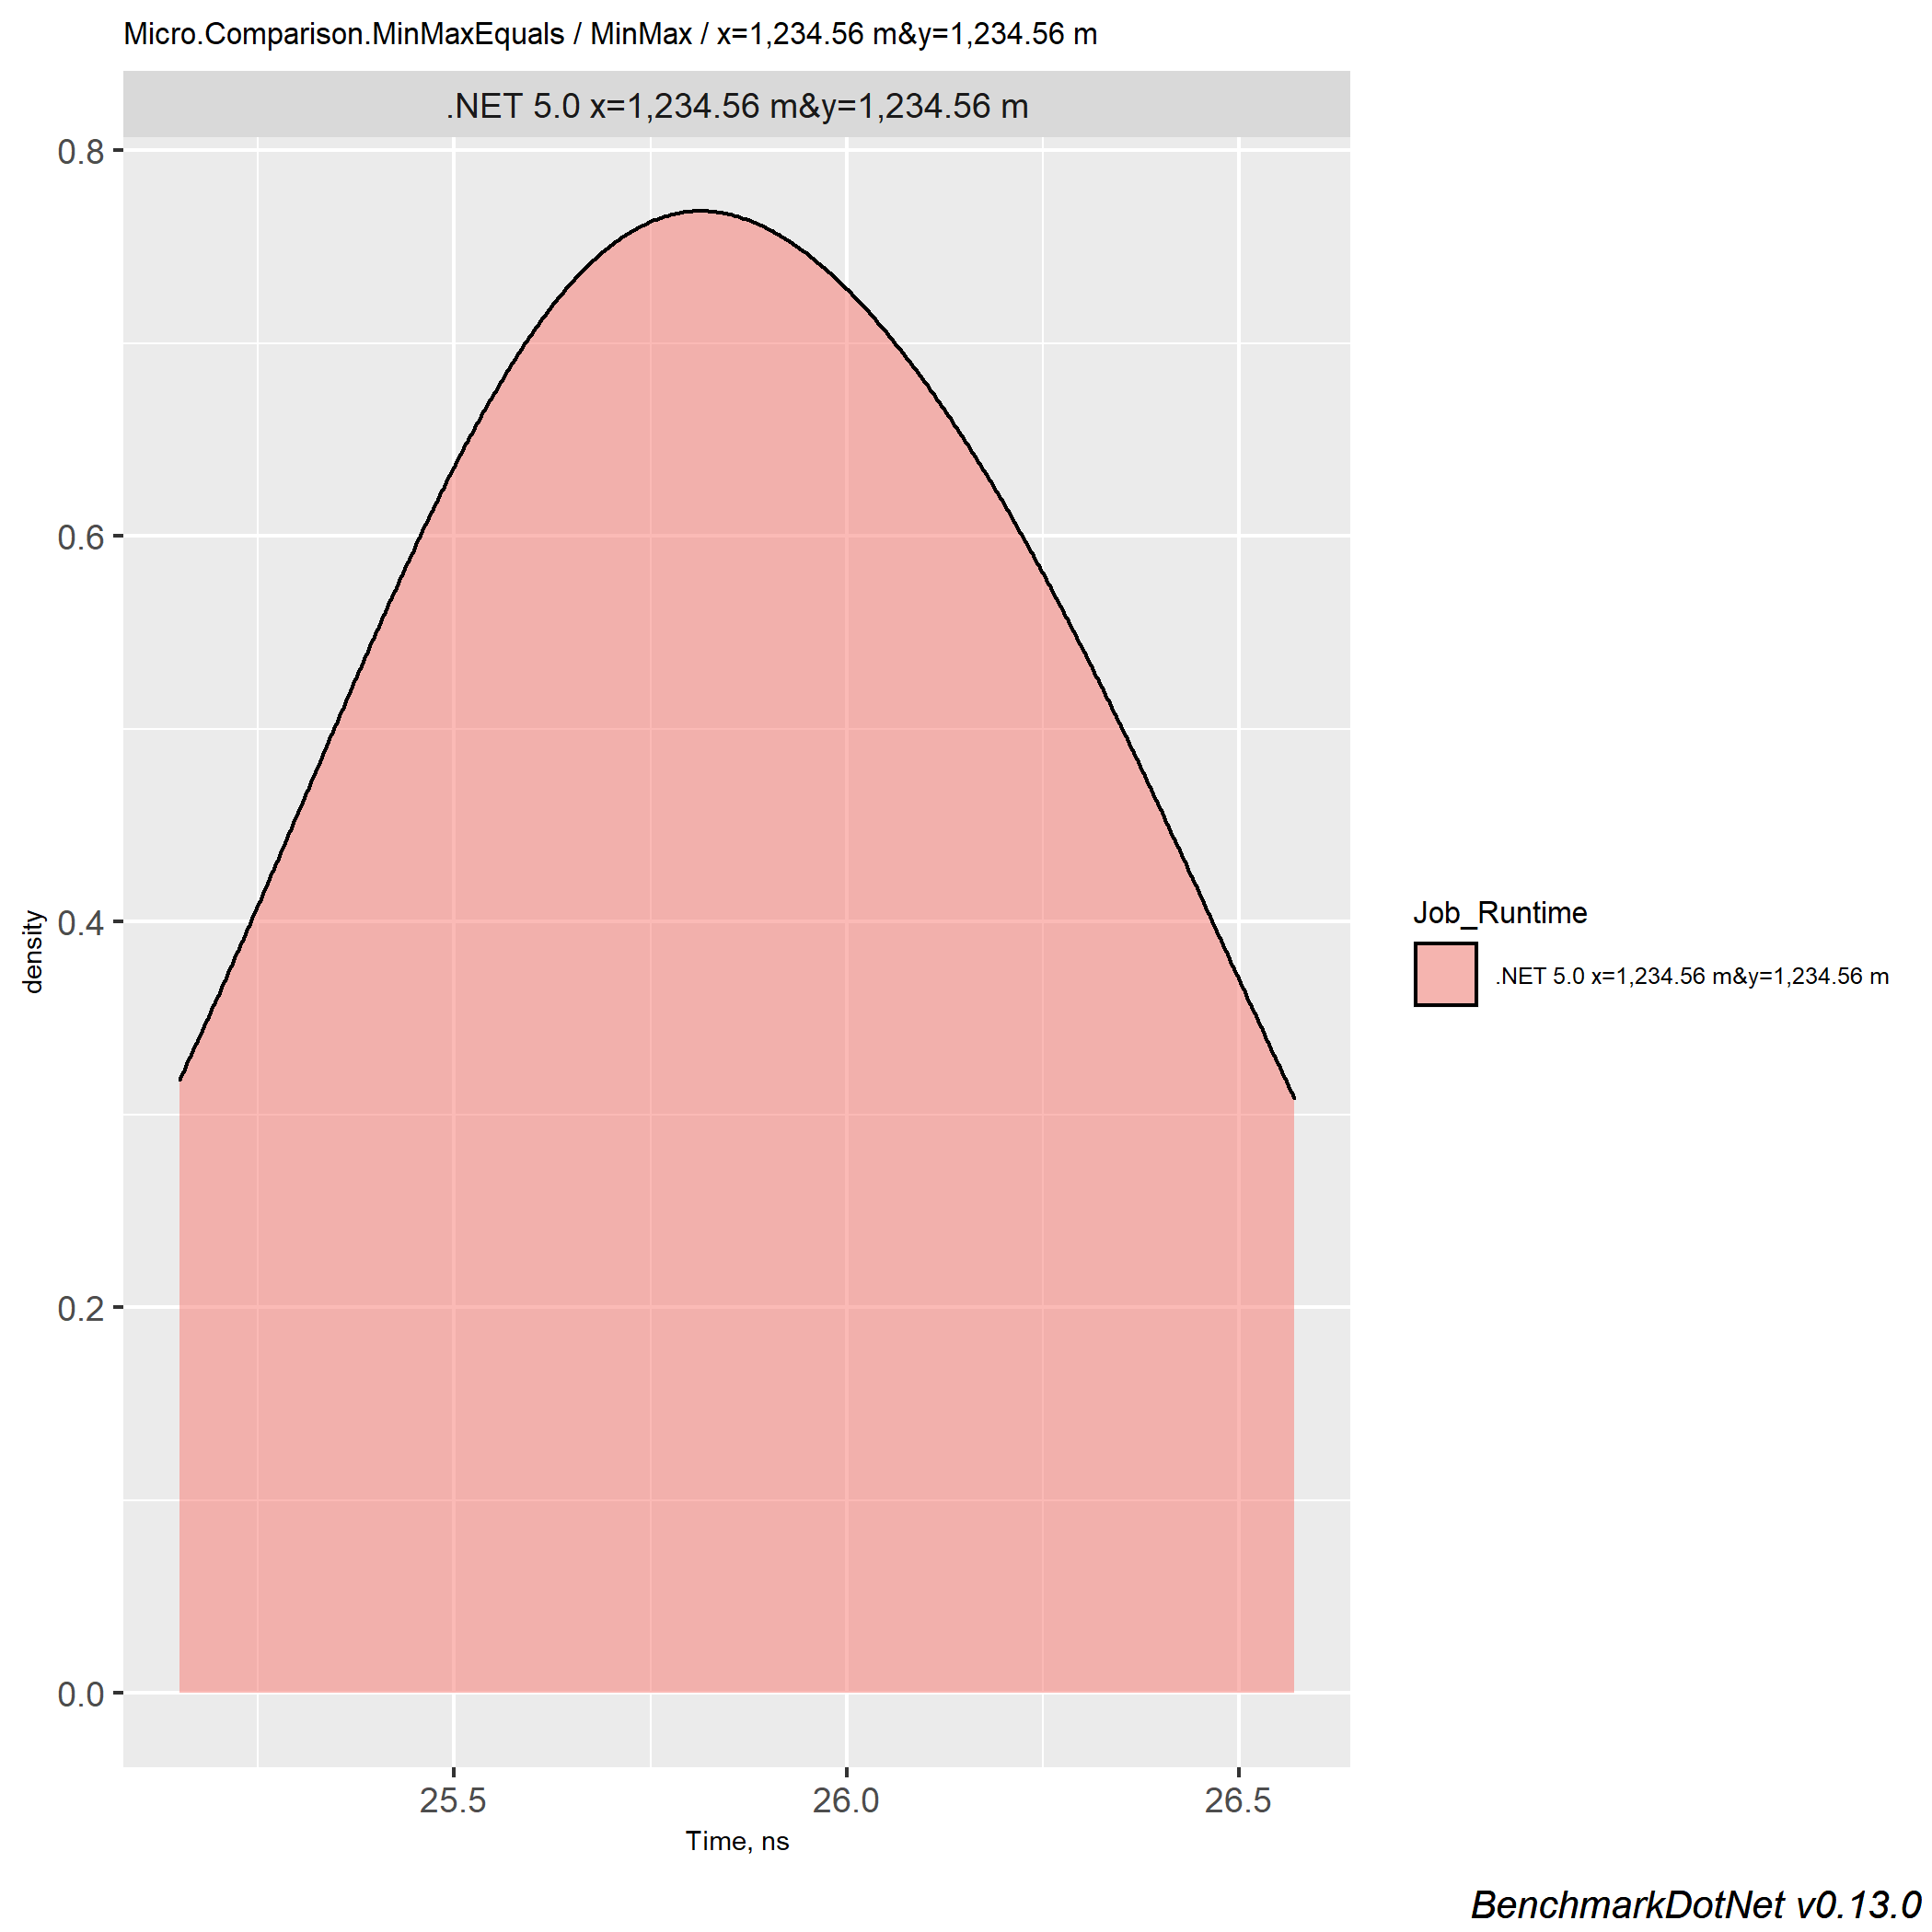 Micro.Comparison.MinMaxEquals / MinMax / x=1,234.56 m&y=1,234.56 m
.NET 5.0 x=1,234.56 m&y=1,234.56 m
0.8
0.6
0.4
0.2
0.0
density
25.5 26.0 26.5
Time, ns
Job_Runtime
.NET 5.0 x=1,234.56 m&y=1,234.56 m
BenchmarkDotNet v0.13.0